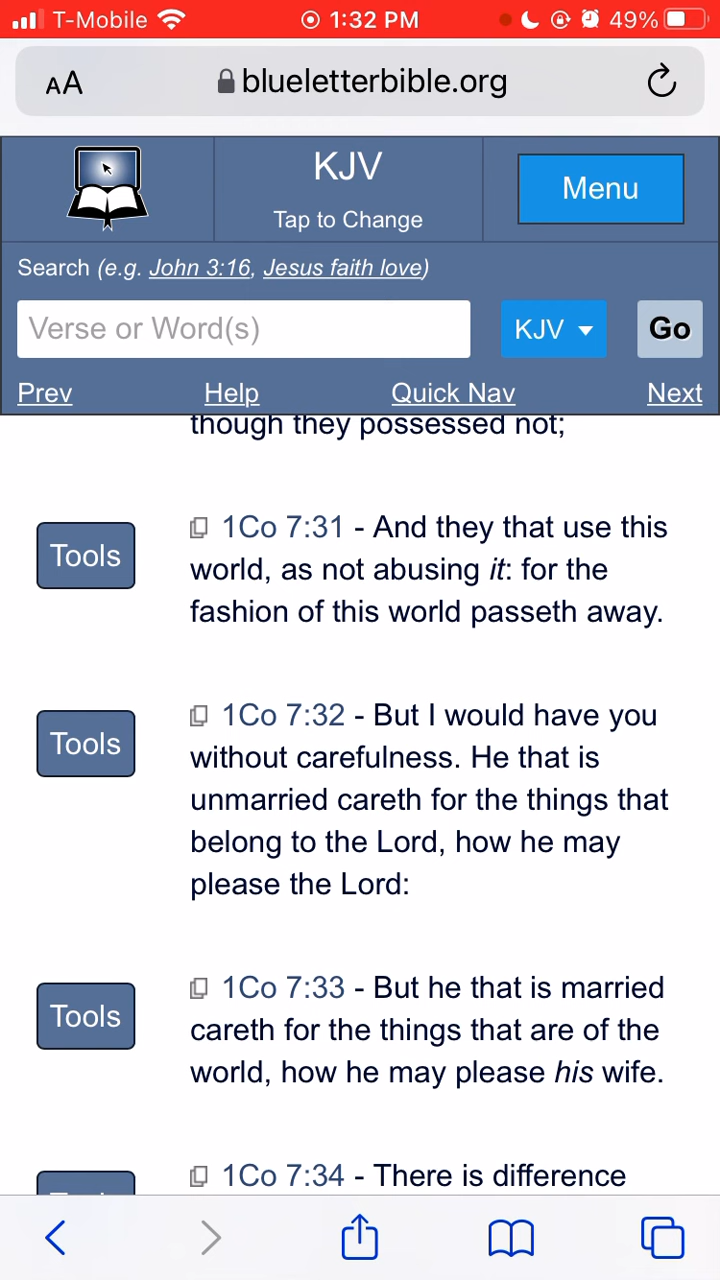 T-Mobile 1:32 PM 49%
AA blueletterbible.org
KJV
Tap to Change
Menu
Search (e.g. John 3:16, Jesus faith love)
Verse or Word(s) KJV Go
Prev Help Quick Nav Next
though they possessed not;
Tools
1Co 7:31 - And they that use this
world, as not abusing it: for the
fashion of this world passeth away.
Tools
1Co 7:32 - But I would have you
without carefulness. He that is
unmarried careth for the things that
belong to the Lord, how he may
please the Lord:
Tools
1Co 7:33 - But he that is married
careth for the things that are of the
world, how he may please his wife.
1Co 7:34 - There is difference